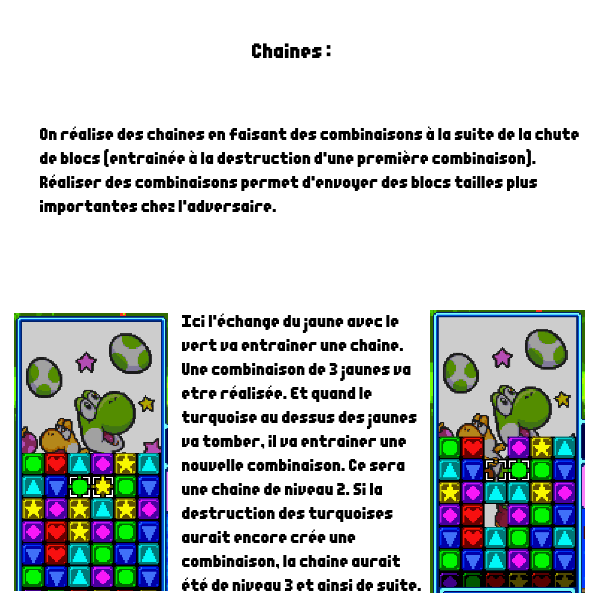 Chaines :
On réalise des chaines en faisant des combinaisons à la suite de la chute
de blocs (entrainée à la destruction d'une première combinaison).
Réaliser des combinaisons permet d'envoyer des blocs tailles plus
importantes chez l'adversaire.
Ici l'échange du jaune avec le
vert va entrainer une chaine.
Une combinaison de 3 jaunes va
etre réalisée. Et quand le
turquoise au dessus des jaunes
va tomber, il va entrainer une
nouvelle combinaison. Ce sera
une chaine de niveau 2. Si la
destruction des turquoises
aurait encore crée une
combinaison, la chaine aurait
été de niveau 3 et ainsi de suite.